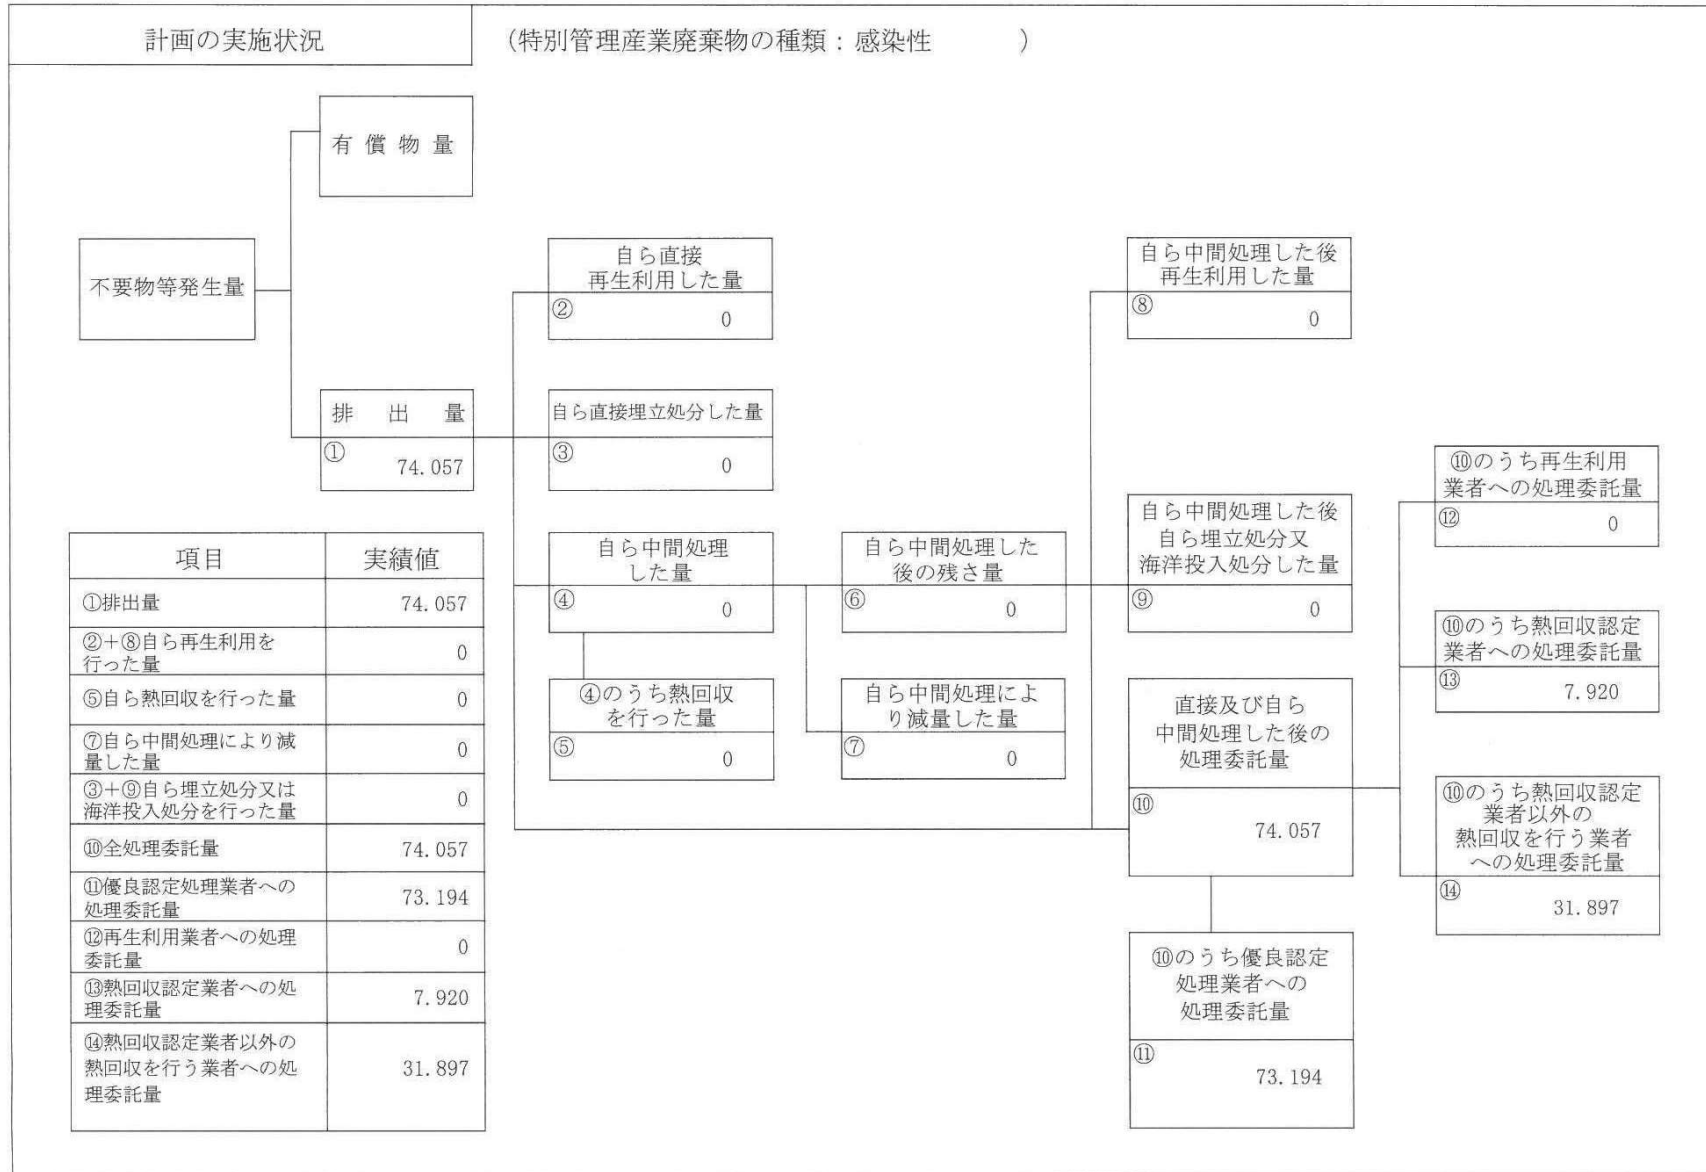 計画の実施状況
（特別管理産業廃棄物の種類：感染性　　　　）
有償物量
不要物等発生量
排出量
①
74.057
自ら直接
再生利用した量
②
0
自ら直接埋立処分した量
③
0
自ら中間処理
した量
④
0
④のうち熱回収
を行った量
⑤
0
自ら中間処理した
後の残さ量
⑥
0
自ら中間処理によ
り減量した量
⑦
0
自ら中間処理した後
再生利用した量
⑧
0
自ら中間処理した後
自ら埋立処分又
海洋投入処分した量
⑨
0
直接及び自ら
中間処理した後の
処理委託量
⑩
74.057
⑩のうち優良認定
処理業者への
処理委託量
⑪
73.194
⑩のうち再生利用
業者への処理委託量
⑫
0
⑩のうち熱回収認定
業者への処理委託量
⑬
7.920
⑩のうち熱回収認定
業者以外の
熱回収を行う業者
への処理委託量
⑭
31.897
項目 実績値
①排出量 74.057
②＋⑧自ら再生利用を
行った量 0
⑤自ら熱回収を行った量 0
⑦自ら中間処理により減
量した量 0
③＋⑨自ら埋立処分又は
海洋投入処分を行った量 0
⑩全処理委託量 74.057
⑪優良認定処理業者への
処理委託量 73.194
⑫再生利用業者への処理
委託量 0
⑬熱回収認定業者への処
理委託量 7.920
⑭熱回収認定業者以外の
熱回収を行う業者への処 31.897
理委託量